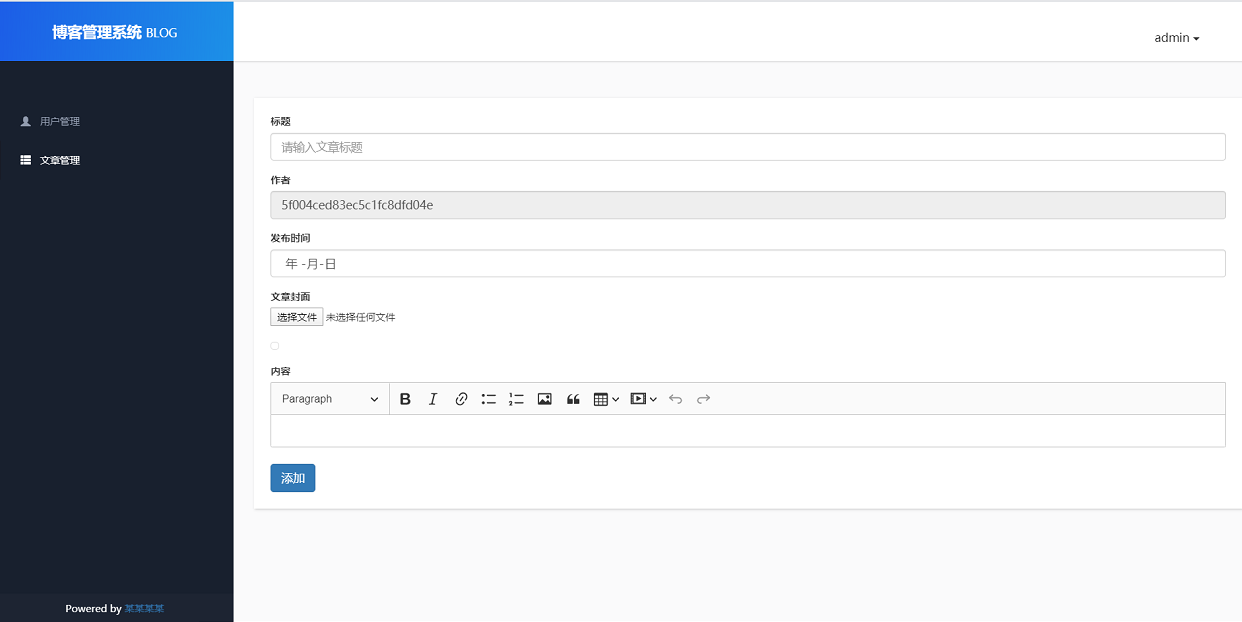 博客管理系统 BLOG
admin
用户管理
文章管理
标题
请输入文章标题
作者
5f004ced83ec5c1fc8dfd04e
发布时间
年 -月-日
文章封面
选择文件 未选择任何文件
内容
Paragraph
添加
Powered by 某某某某